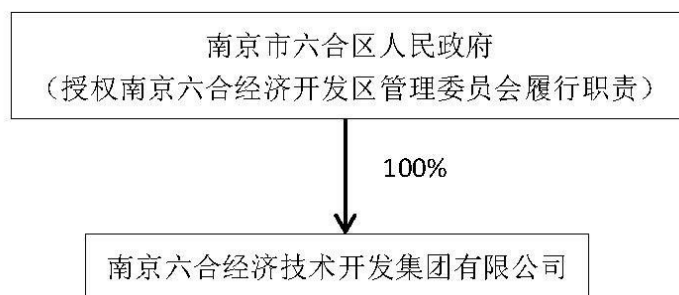 南京市六合区人民政府
（授权南京六合经济开发区管理委员会履行职责）
100%
南京六合经济技术开发集团有限公司